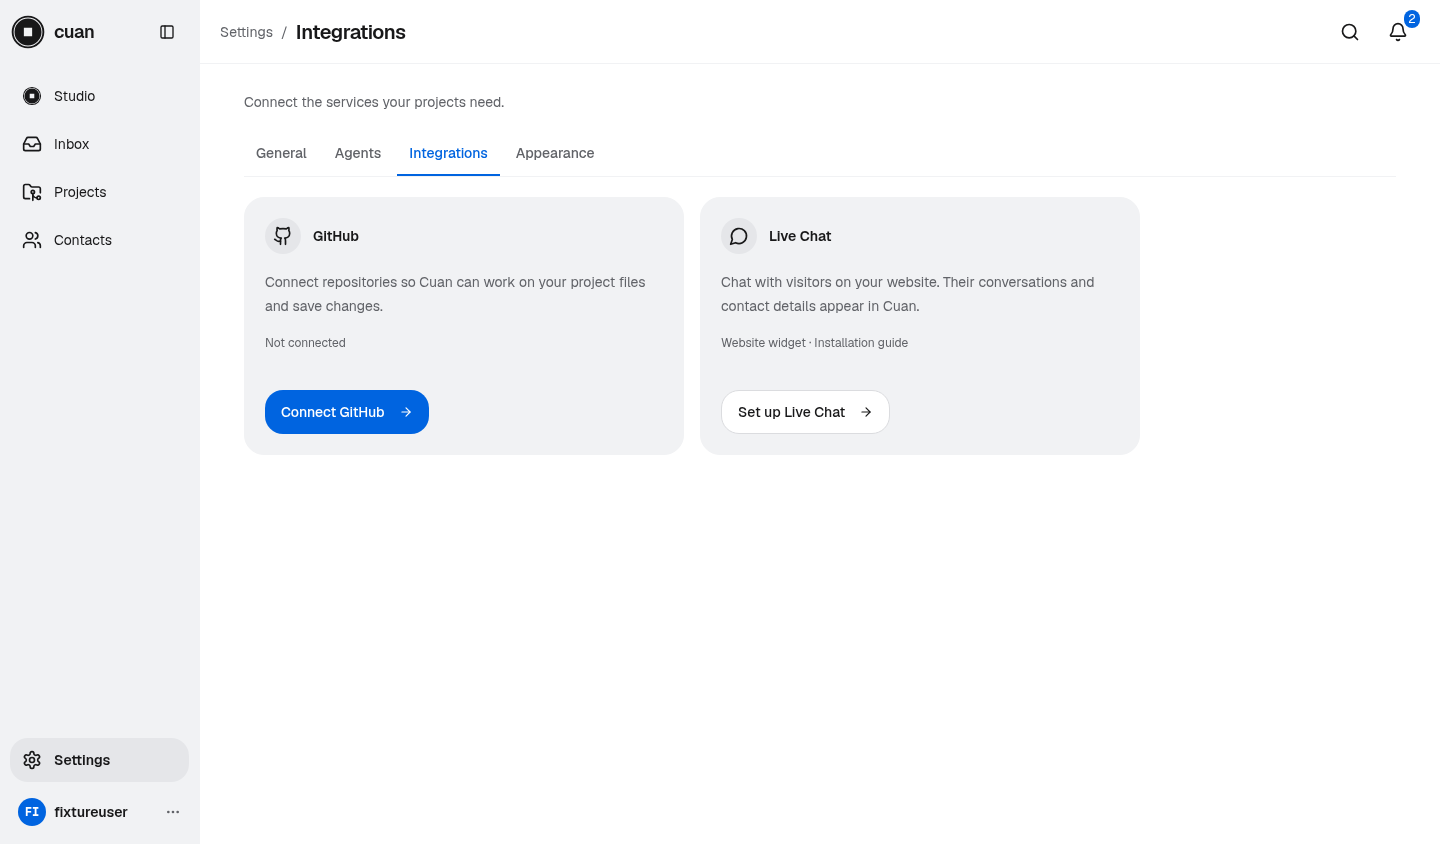 cuan
Settings / Integrations
2
Studio
Inbox
Projects
Contacts
Connect the services your projects need.
General Agents Integrations Appearance
GitHub
Connect repositories so Cuan can work on your project files
and save changes.
Not connected
Connect GitHub
Live Chat
Chat with visitors on your website. Their conversations and
contact details appear in Cuan.
Website widget · Installation guide
Set up Live Chat
Settings
FI fixtureuser